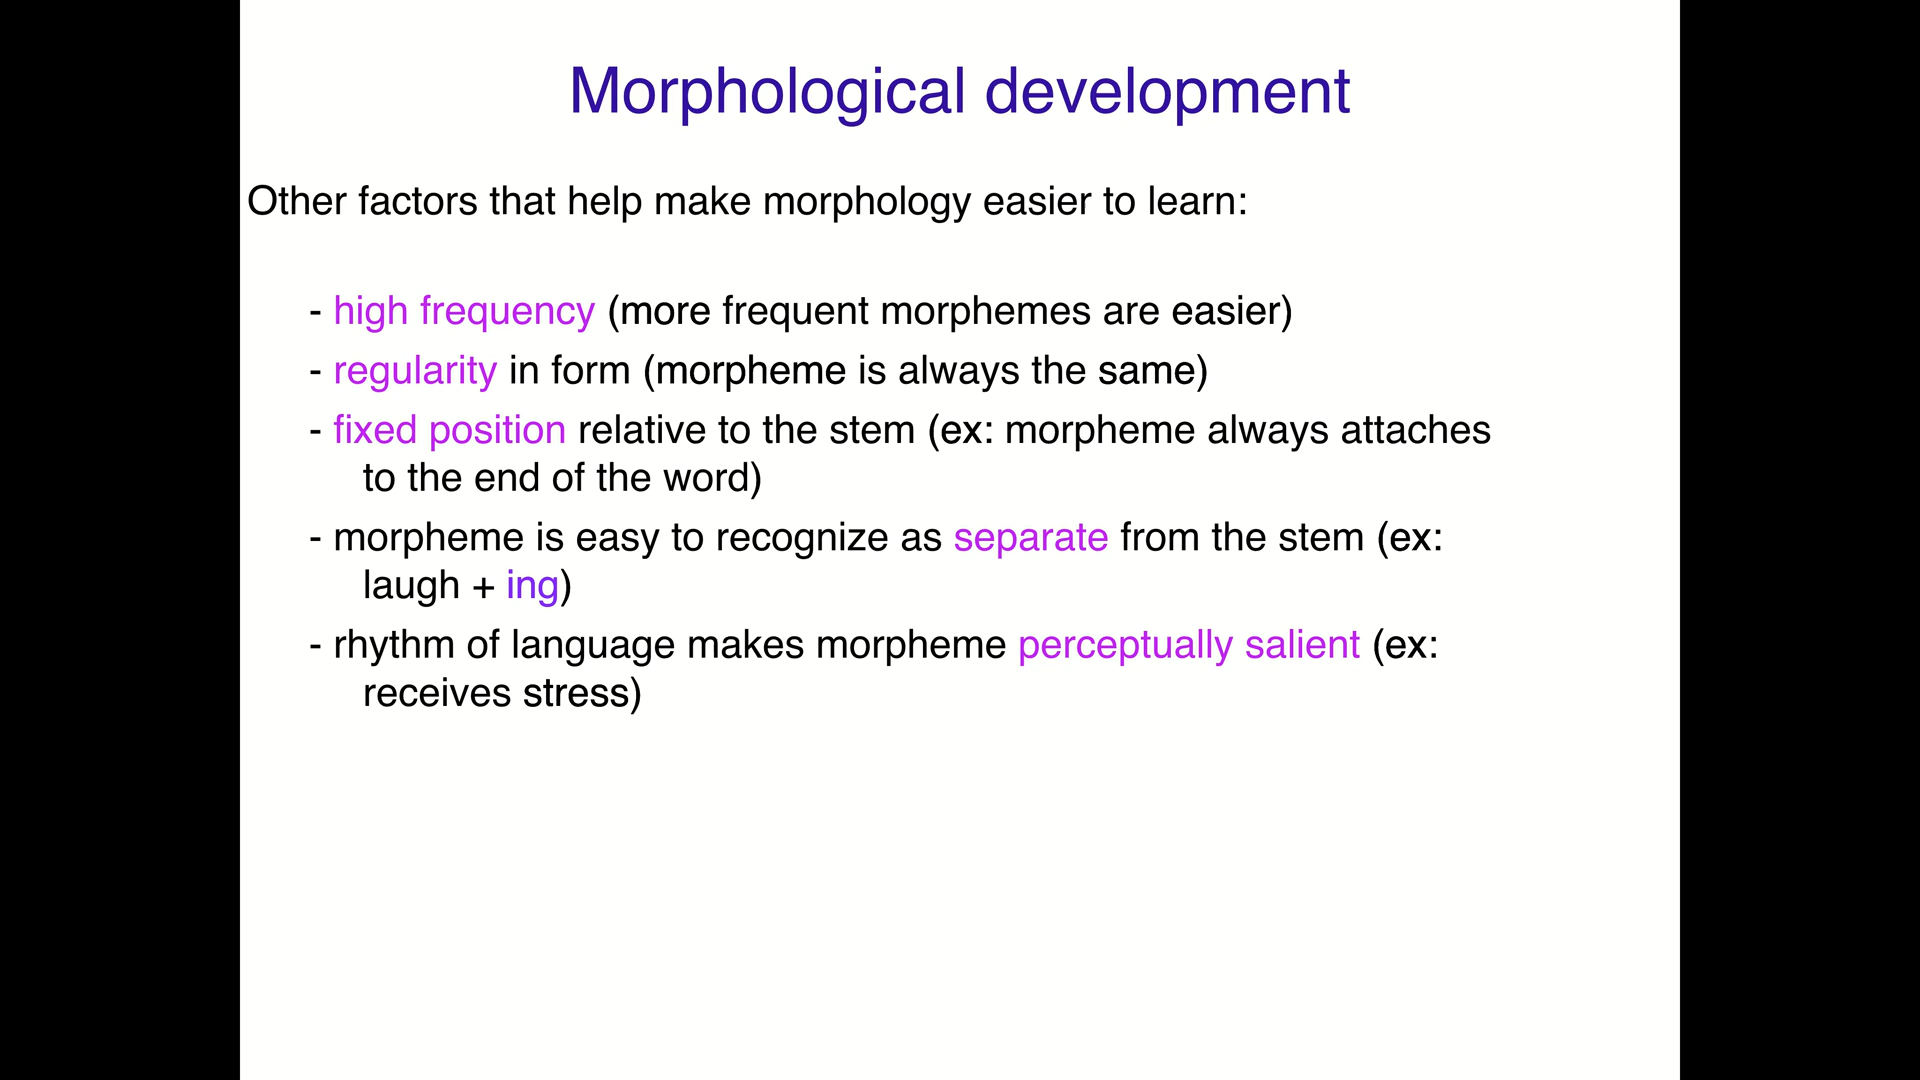 Morphological development
Other factors that help make morphology easier to learn:
- high frequency (more frequent morphemes are easier)
- regularity in form (morpheme is always the same)
- fixed position relative to the stem (ex: morpheme always attaches
to the end of the word)
- morpheme is easy to recognize as separate from the stem (ex:
laugh + ing)
- rhythm of language makes morpheme perceptually salient (ex:
receives stress)